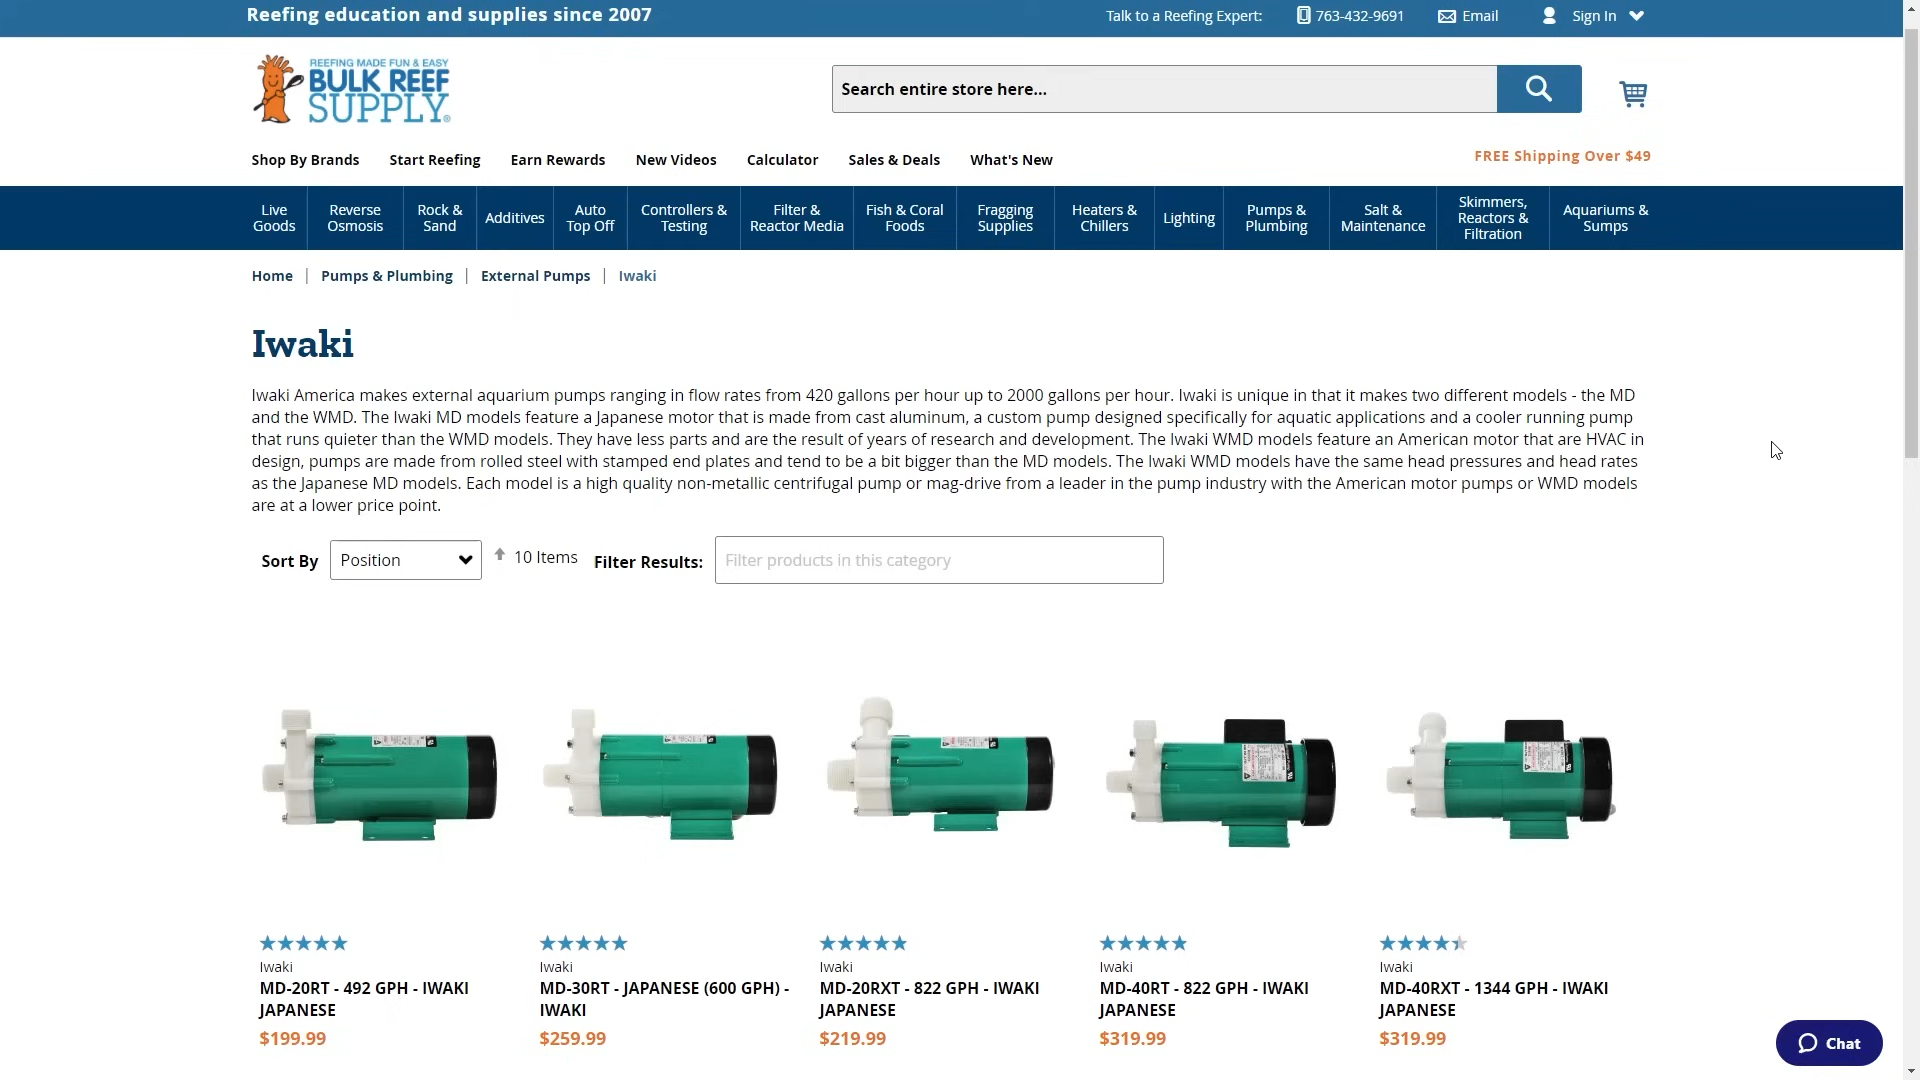 Reefing education and supplies since 2007
Talk to a Reefing Expert: 763-432-9691 Email Sign In
REEFING MADE FUN & EASY
BULK REEF
SUPPLY®
Search entire store here...
Shop By Brands Start Reefing Earn Rewards New Videos Calculator Sales & Deals What's New
FREE Shipping Over $49
Live Goods
Reverse Osmosis
Rock & Sand
Additives
Auto Top Off
Controllers & Testing
Filter & Reactor Media
Fish & Coral Foods
Fragging Supplies
Heaters & Chillers
Lighting
Pumps & Plumbing
Salt & Maintenance
Skimmers, Reactors & Filtration
Aquariums & Sumps
Home | Pumps & Plumbing | External Pumps | Iwaki
Iwaki
Iwaki America makes external aquarium pumps ranging in flow rates from 420 gallons per hour up to 2000 gallons per hour. Iwaki is unique in that it makes two different models - the MD
and the WMD. The Iwaki MD models feature a Japanese motor that is made from cast aluminum, a custom pump designed specifically for aquatic applications and a cooler running pump
that runs quieter than the WMD models. They have less parts and are the result of years of research and development. The Iwaki WMD models feature an American motor that are HVAC in
design, pumps are made from rolled steel with stamped end plates and tend to be a bit bigger than the MD models. The Iwaki WMD models have the same head pressures and head rates
as the Japanese MD models. Each model is a high quality non-metallic centrifugal pump or mag-drive from a leader in the pump industry with the American motor pumps or WMD models
are at a lower price point.
Sort By Position 10 Items Filter Results: Filter products in this category
Iwaki
MD-20RT - 492 GPH - IWAKI
JAPANESE
$199.99
Iwaki
MD-30RT - JAPANESE (600 GPH) -
IWAKI
$259.99
Iwaki
MD-20RXT - 822 GPH - IWAKI
JAPANESE
$219.99
Iwaki
MD-40RT - 822 GPH - IWAKI
JAPANESE
$319.99
Iwaki
MD-40RXT - 1344 GPH - IWAKI
JAPANESE
$319.99
Chat